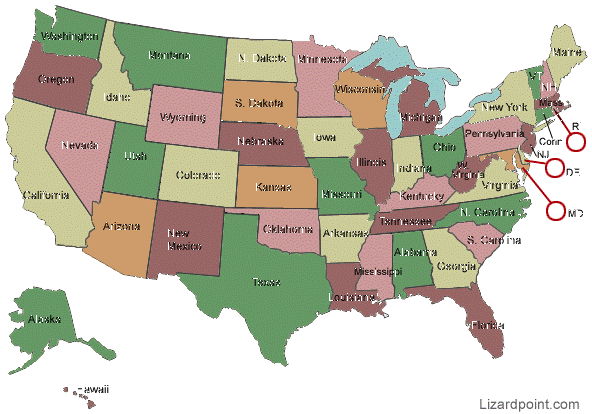 Washington
Montana
N. Dakota
Minnesota
Maine
Oregon
Idaho
Wyoming
S. Dakota
Wisconsin
Michigan
New York
VT
NH
Mass
R
Conn
Nevada
Utah
Colorado
Nebraska
Iowa
Illinois
Indiana
Ohio
Pennsylvania
NJ
DE
MD
California
Kansas
Missouri
Kentucky
Virginia
Virginia
Arizona
New
Mexico
Oklahoma
Arkansas
Tennessee
N. Carolina
S. Carolina
Texas
Louisiana
Mississippi
Alabama
Georgia
Florida
Alaska
Hawaii
Lizardpoint.com